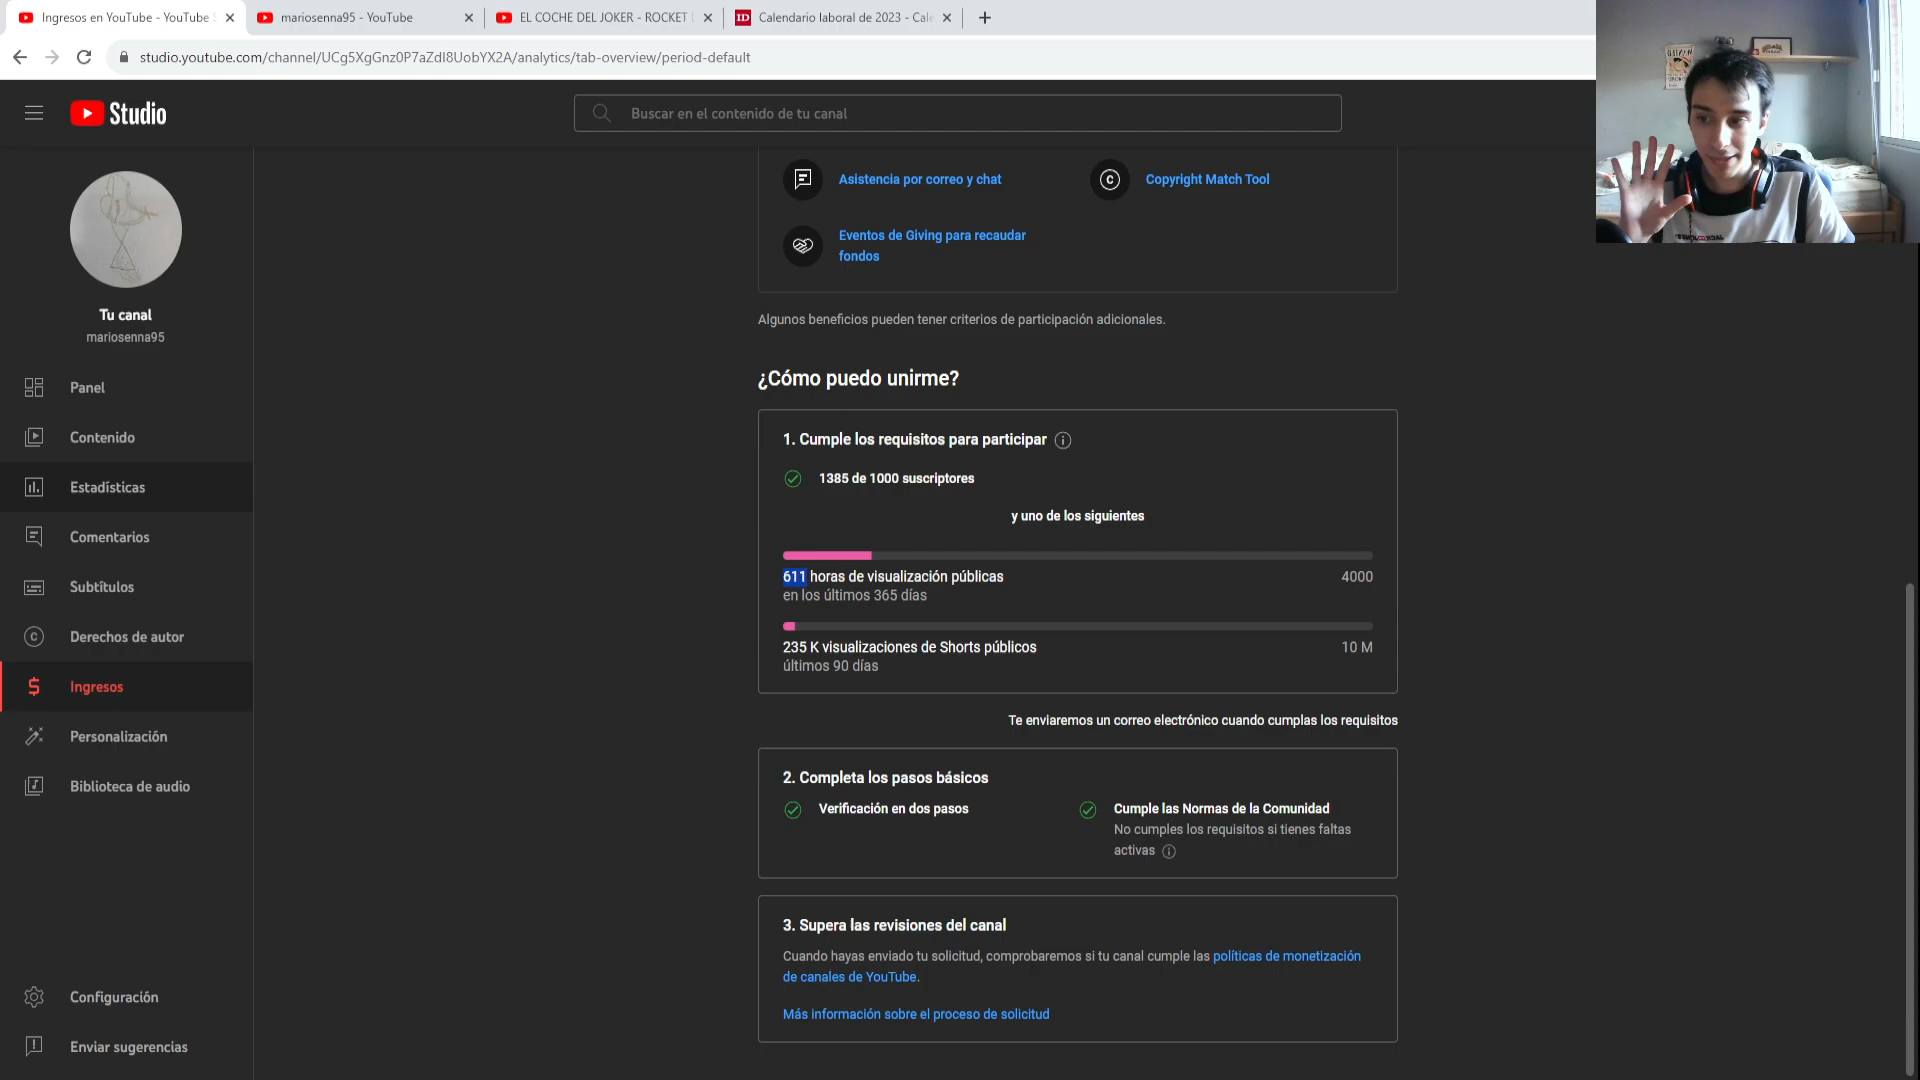 Ingresos en YouTube - YouTube S
mariosenna95 - YouTube
EL COCHE DEL JOKER - ROCKET L
ID
Calendario laboral de 2023 - Cale
studio.youtube.com/channel/UCg5XgGnz0P7aZdI8UobYX2A/analytics/tab-overview/period-default
Studio
Buscar en el contenido de tu canal
Tu canal
mariosenna95
Panel
Contenido
Estadísticas
Comentarios
Subtítulos
Derechos de autor
Ingresos
Personalización
Biblioteca de audio
Configuración
Enviar sugerencias
Asistencia por correo y chat
Copyright Match Tool
Eventos de Giving para recaudar
fondos
Algunos beneficios pueden tener criterios de participación adicionales.
¿Cómo puedo unirme?
1. Cumple los requisitos para participar
1385 de 1000 suscriptores
y uno de los siguientes
611 horas de visualización públicas 4000
en los últimos 365 días
235 K visualizaciones de Shorts públicos 10 M
últimos 90 días
Te enviaremos un correo electrónico cuando cumplas los requisitos
2. Completa los pasos básicos
Verificación en dos pasos
Cumple las Normas de la Comunidad
No cumples los requisitos si tienes faltas
activas
3. Supera las revisiones del canal
Cuando hayas enviado tu solicitud, comprobaremos si tu canal cumple las políticas de monetización
de canales de YouTube.
Más información sobre el proceso de solicitud